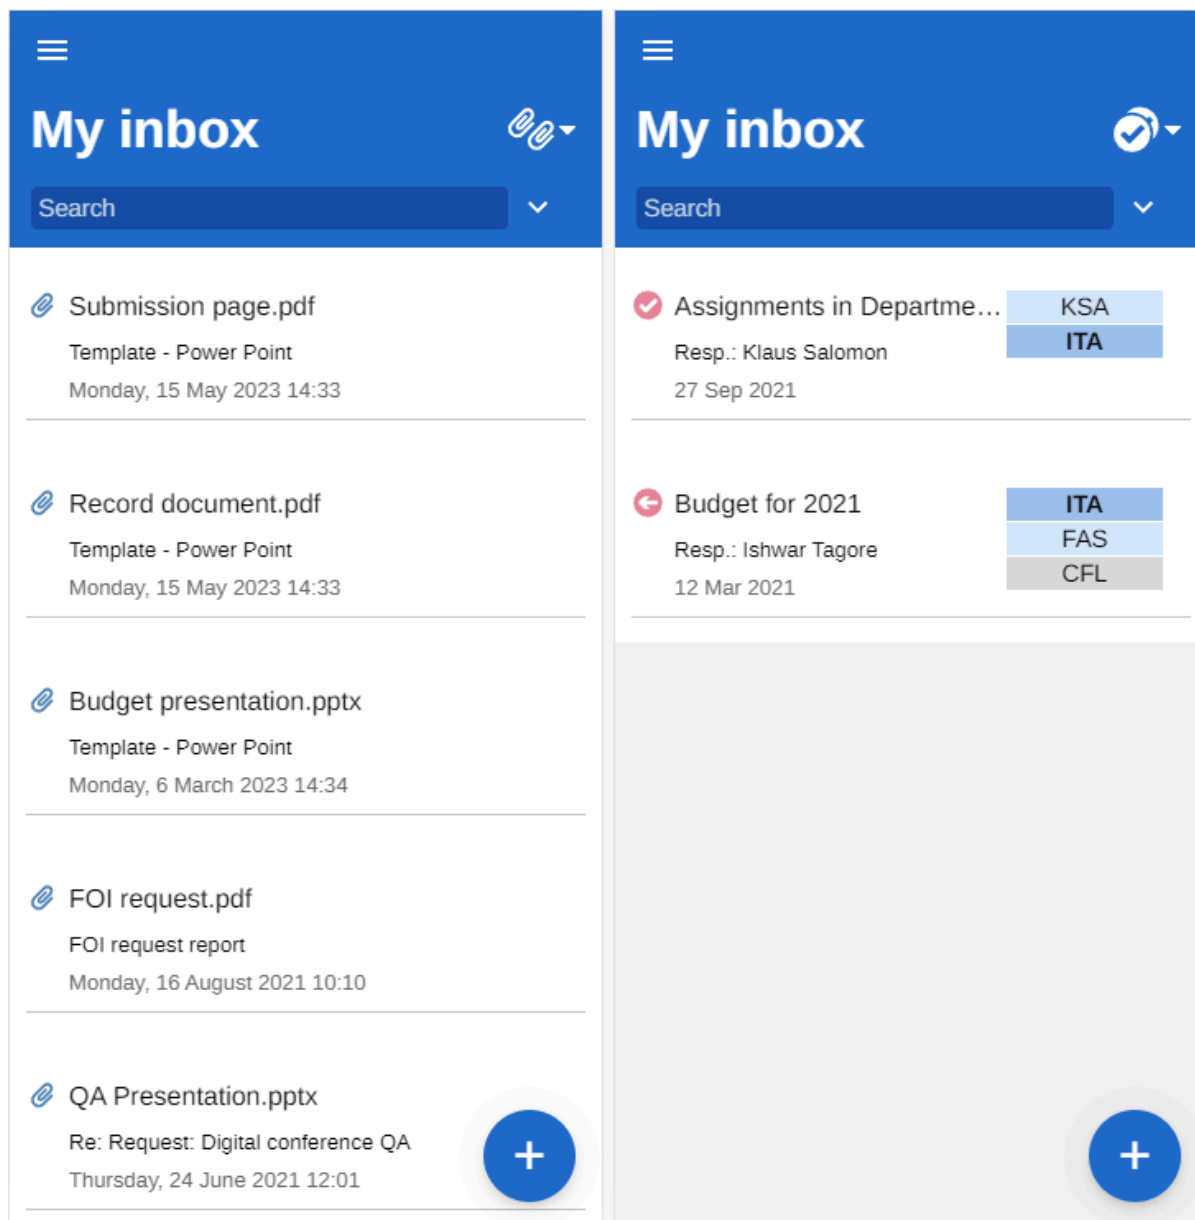 My inbox
Search
Submission page.pdf
Template - Power Point
Monday, 15 May 2023 14:33
Record document.pdf
Template - Power Point
Monday, 15 May 2023 14:33
Budget presentation.pptx
Template - Power Point
Monday, 6 March 2023 14:34
FOI request.pdf
FOI request report
Monday, 16 August 2021 10:10
QA Presentation.pptx
Re: Request: Digital conference QA
Thursday, 24 June 2021 12:01
My inbox
Search
Assignments in Departme...
KSA
ITA
Resp.: Klaus Salomon
27 Sep 2021
Budget for 2021
ITA
Resp.: Ishwar Tagore
FAS
12 Mar 2021
CFL